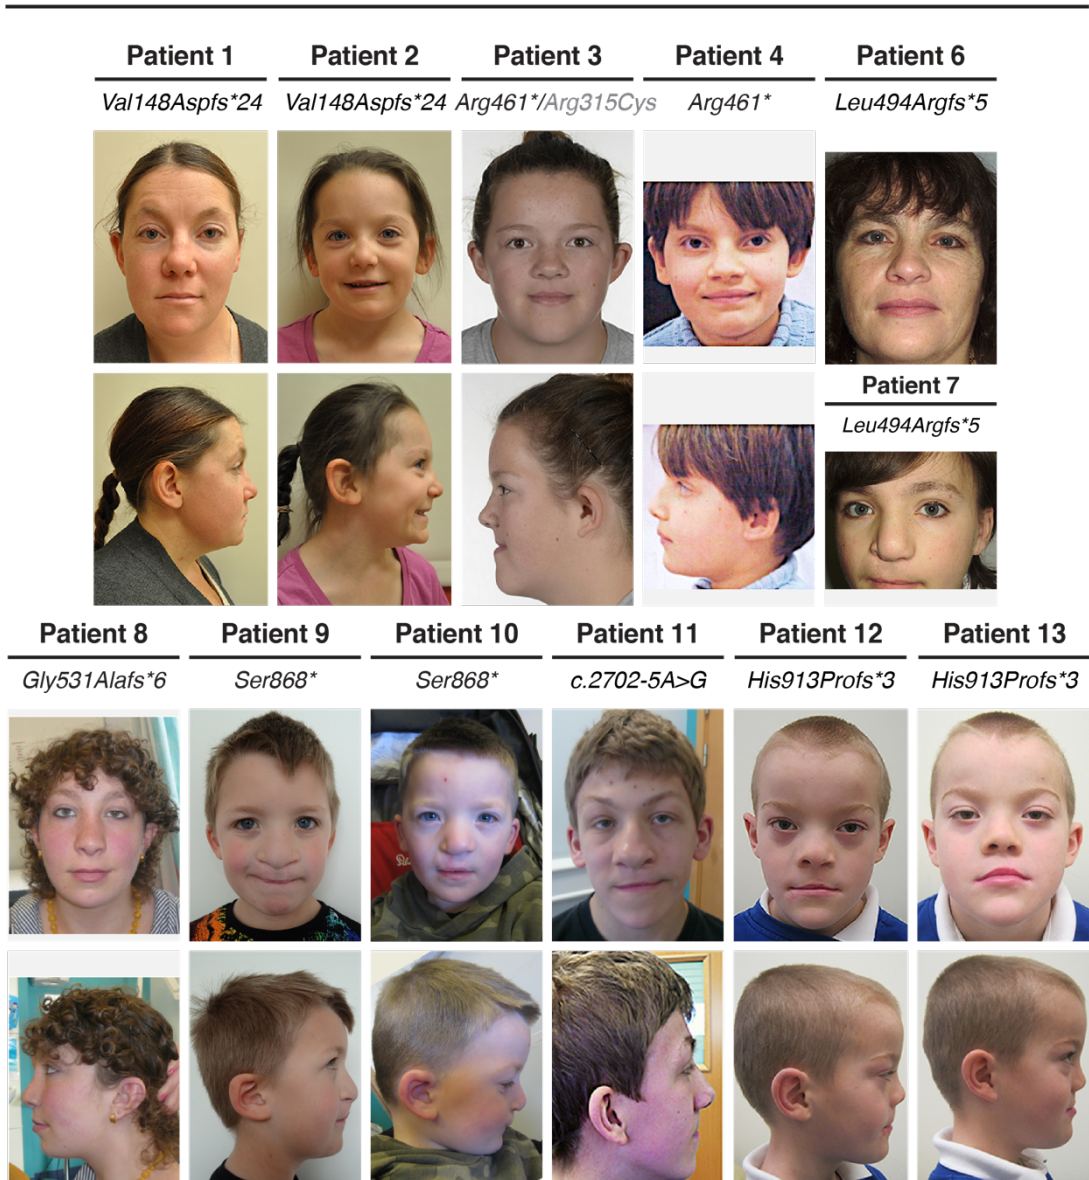 Patient 1 Patient 2 Patient 3 Patient 4 Patient 6
Val148Aspfs*24 Val148Aspfs*24 Arg461*/Arg315Cys Arg461* Leu494Argfs*5
Patient 7
Leu494Argfs*5
Patient 8 Patient 9 Patient 10 Patient 11 Patient 12 Patient 13
Gly531Alafs*6 Ser868* Ser868* c.2702-5A>G His913Profs*3 His913Profs*3